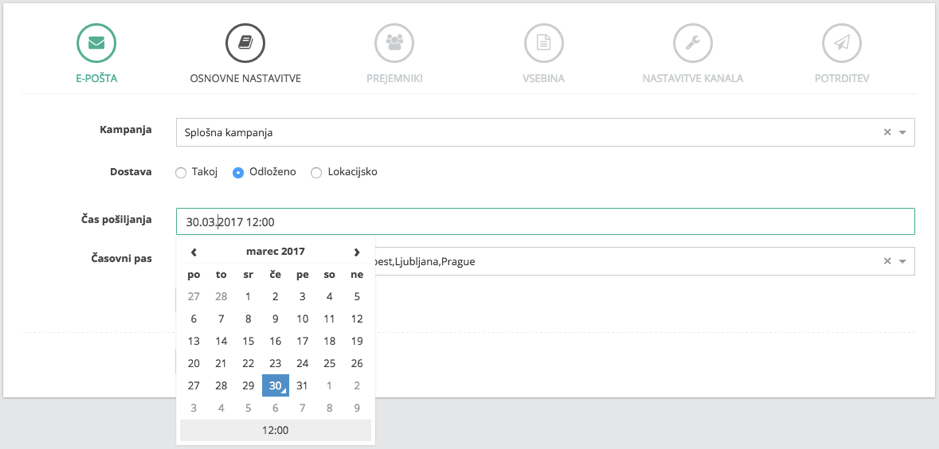 E-POŠTA OSNOVNE NASTAVITVE PREJEMNIKI VSEBINA NASTAVITVE KANALA POTRDITEV
Kampanja Splošna kampanja
Dostava Takoj Odloženo Lokacijsko
Čas pošiljanja 30.03.2017 12:00
Časovni pas ,Ljubljana,Prague
marec 2017
po to sr če pe so ne
27 28 1 2 3 4 5
6 7 8 9 10 11 12
13 14 15 16 17 18 19
20 21 22 23 24 25 26
27 28 29 30 31 1 2
3 4 5 6 7 8 9
12:00